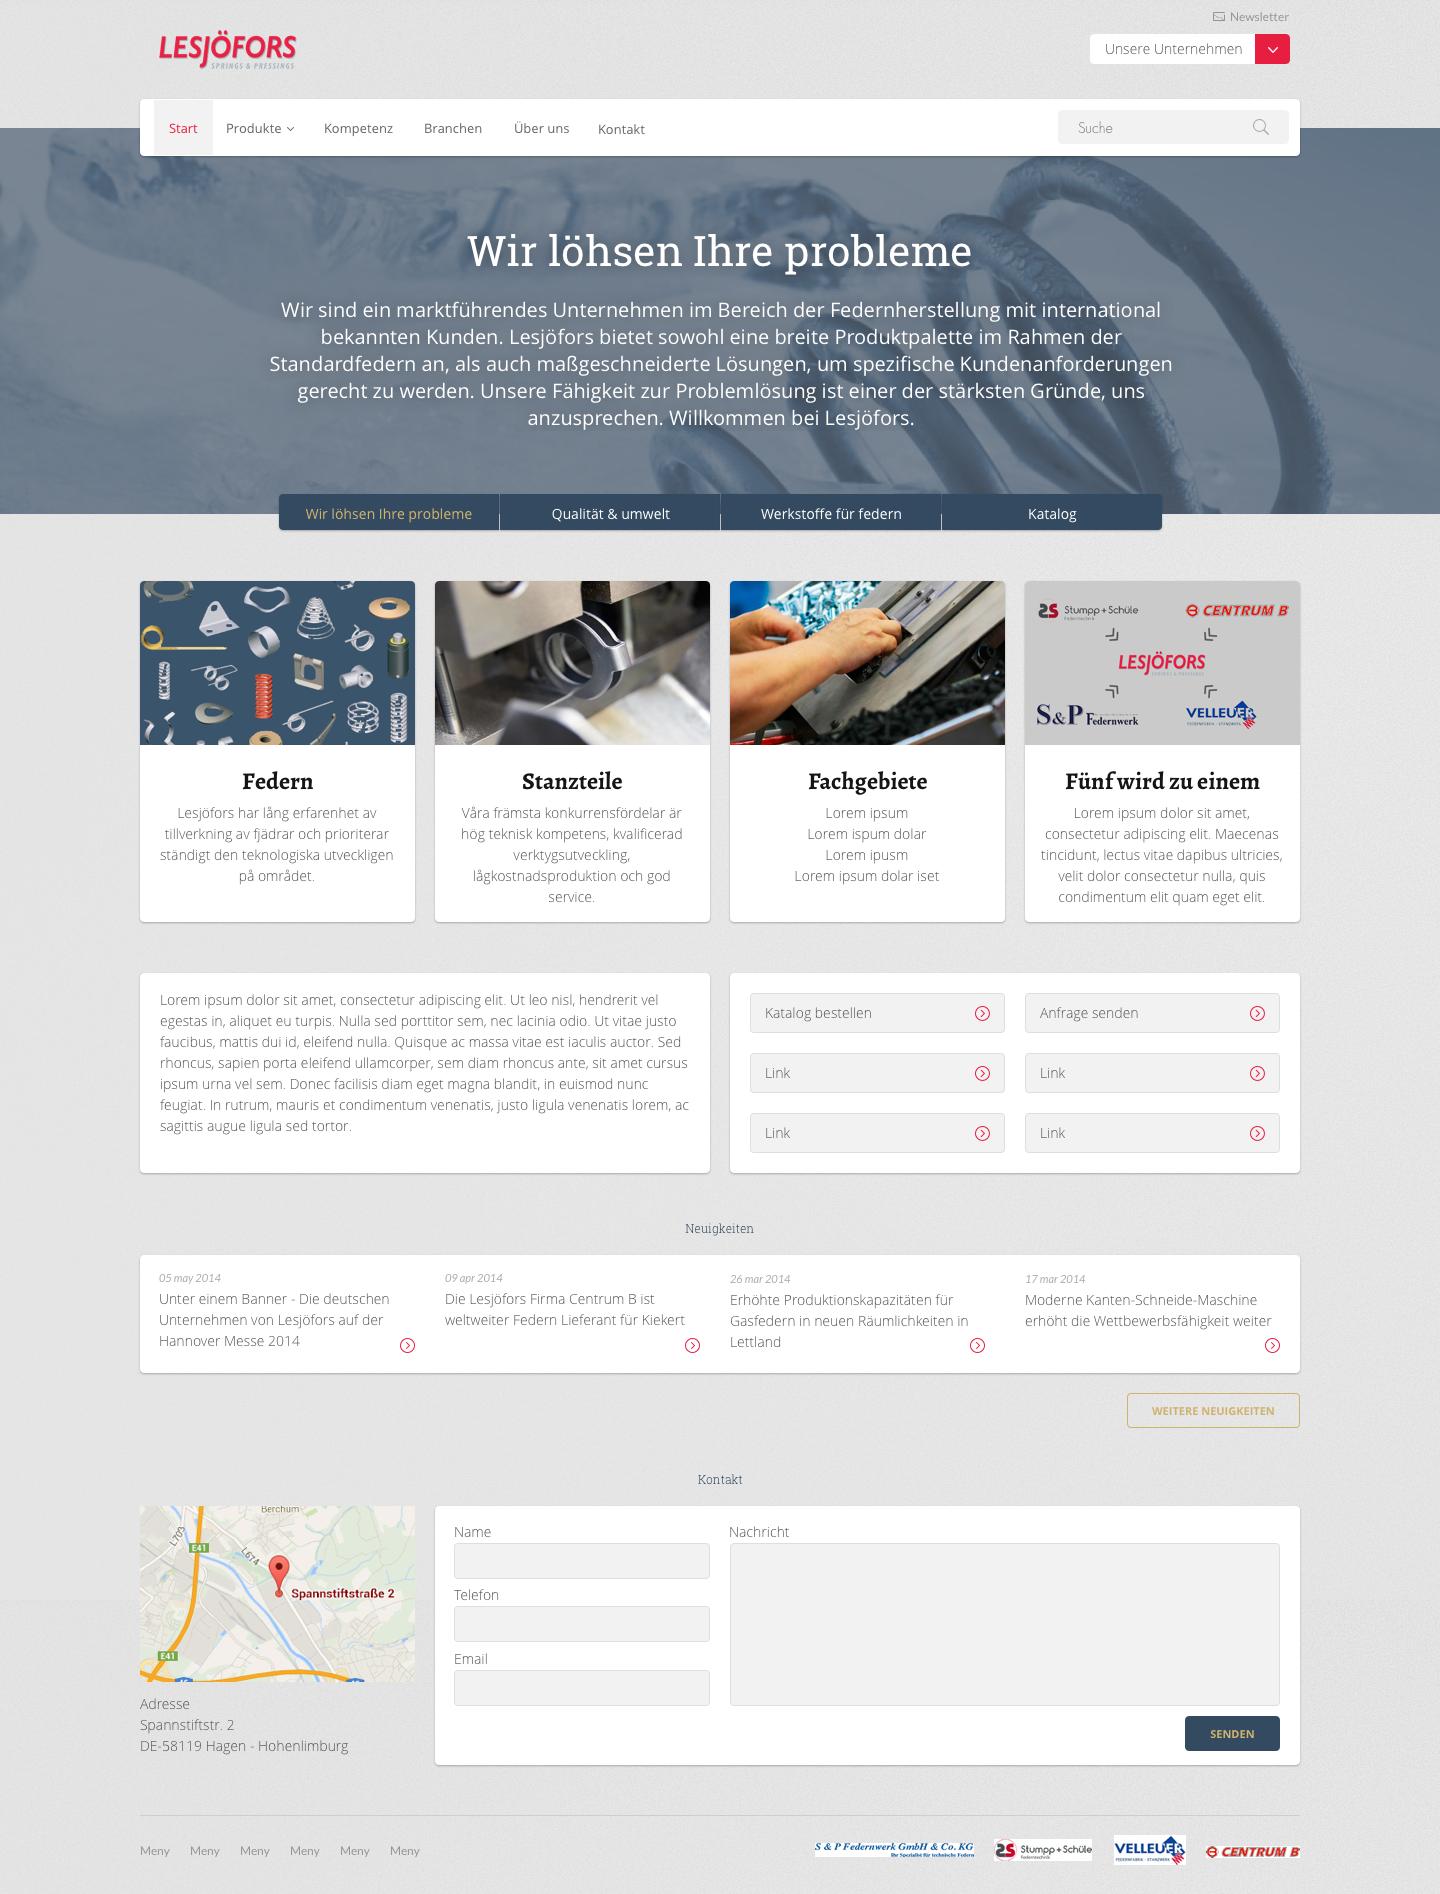 Newsletter
LESJÖFORS
SPRINGS & PRESSINGS
Unsere Unternehmen
Start
Produkte
Kompetenz
Branchen
Über uns
Kontakt
Suche
Wir löhsen Ihre probleme
Wir sind ein marktführendes Unternehmen im Bereich der Federnherstellung mit international
bekannten Kunden. Lesjöfors bietet sowohl eine breite Produktpalette im Rahmen der
Standardfedern an, als auch maßgeschneiderte Lösungen, um spezifische Kundenanforderungen
gerecht zu werden. Unsere Fähigkeit zur Problemlösung ist einer der stärksten Gründe, uns
anzusprechen. Willkommen bei Lesjöfors.
Wir löhsen Ihre probleme
Qualität & umwelt
Werkstoffe für federn
Katalog
Federn
Lesjöfors har lång erfarenhet av
tillverkning av fjädrar och prioriterar
ständigt den teknologiska utveckligen
på området.
Stanzteile
Våra främsta konkurrensfördelar är
hög teknisk kompetens, kvalificerad
verktygsutveckling,
lågkostnadsproduktion och god
service.
Fachgebiete
Lorem ipsum
Lorem ispum dolar
Lorem ipusm
Lorem ipsum dolar iset
Stumpp + Schüle
Federntechnik
CENTRUM B
LESJÖFORS
SPRINGS & PRESSINGS
S&P Federnwerk
VELLEUER
FEDERNFABRIK - STANZWERK
Fünf wird zu einem
Lorem ipsum dolor sit amet,
consectetur adipiscing elit. Maecenas
tincidunt, lectus vitae dapibus ultricies,
velit dolor consectetur nulla, quis
condimentum elit quam eget elit.
Lorem ipsum dolor sit amet, consectetur adipiscing elit. Ut leo nisl, hendrerit vel
egestas in, aliquet eu turpis. Nulla sed porttitor sem, nec lacinia odio. Ut vitae justo
faucibus, mattis dui id, eleifend nulla. Quisque ac massa vitae est iaculis auctor. Sed
rhoncus, sapien porta eleifend ullamcorper, sem diam rhoncus ante, sit amet cursus
ipsum urna vel sem. Donec facilisis diam eget magna blandit, in euismod nunc
feugiat. In rutrum, mauris et condimentum venenatis, justo ligula venenatis lorem, ac
sagittis augue ligula sed tortor.
Katalog bestellen
Anfrage senden
Link
Link
Link
Link
Neuigkeiten
05 may 2014
Unter einem Banner - Die deutschen
Unternehmen von Lesjöfors auf der
Hannover Messe 2014
09 apr 2014
Die Lesjöfors Firma Centrum B ist
weltweiter Federn Lieferant für Kiekert
26 mar 2014
Erhöhte Produktionskapazitäten für
Gasfedern in neuen Räumlichkeiten in
Lettland
17 mar 2014
Moderne Kanten-Schneide-Maschine
erhöht die Wettbewerbsfähigkeit weiter
WEITERE NEUIGKEITEN
Kontakt
Berchum
L703
E41
L674
Spannstiftstraße 2
E41
Adresse
Spannstiftstr. 2
DE-58119 Hagen - Hohenlimburg
Name
Telefon
Email
Nachricht
SENDEN
Meny
Meny
Meny
Meny
Meny
Meny
S & P Federnwerk GmbH & Co. KG
Ihr Spezialist für technische Federn
Stumpp + Schüle
Federntechnik
VELLEUER
FEDERNFABRIK - STANZWERK
CENTRUM B